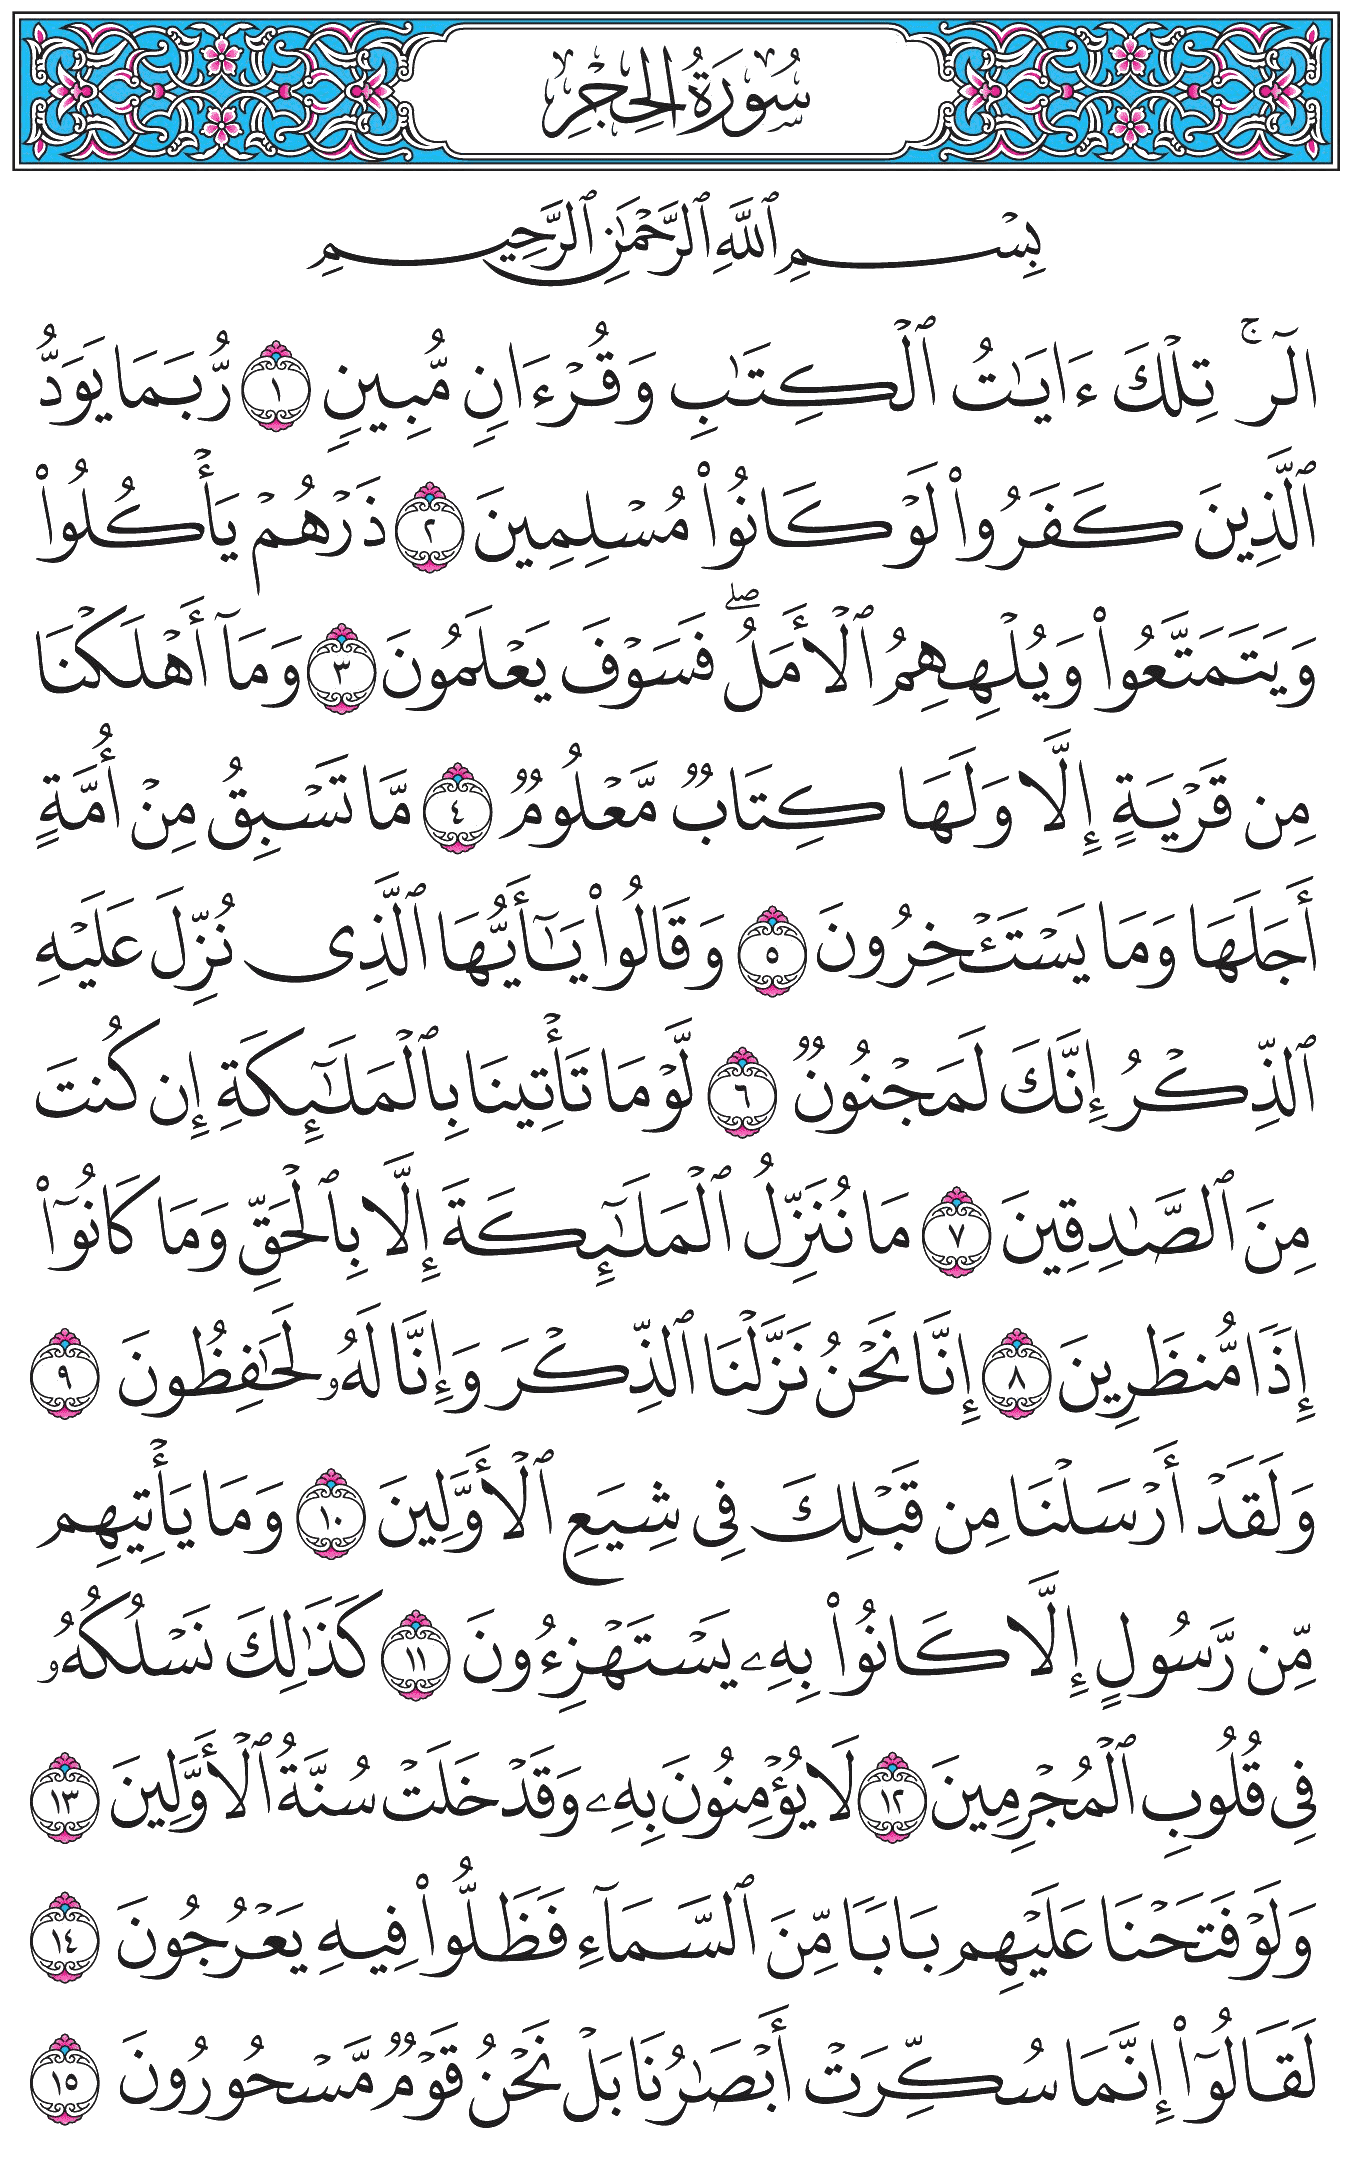 سُورَةُ الحِجْرِ
بِسْمِ ٱللَّهِ ٱلرَّحْمَٰنِ ٱلرَّحِيمِ
الٓر ۚ تِلْكَ ءَايَٰتُ ٱلْكِتَٰبِ وَقُرْءَانٍ مُّبِينٍ ١ رُّبَمَا يَوَدُّ
ٱلَّذِينَ كَفَرُوا۟ لَوْ كَانُوا۟ مُسْلِمِينَ ٢ ذَرْهُمْ يَأْكُلُوا۟
وَيَتَمَتَّعُوا۟ وَيُلْهِهِمُ ٱلْأَمَلُ ۖ فَسَوْفَ يَعْلَمُونَ ٣ وَمَآ أَهْلَكْنَا
مِن قَرْيَةٍ إِلَّا وَلَهَا كِتَابٌ مَّعْلُومٌ ٤ مَّا تَسْبِقُ مِنْ أُمَّةٍ
أَجَلَهَا وَمَا يَسْتَـْٔخِرُونَ ٥ وَقَالُوا۟ يَٰٓأَيُّهَا ٱلَّذِى نُزِّلَ عَلَيْهِ
ٱلذِّكْرُ إِنَّكَ لَمَجْنُونٌ ٦ لَّوْ مَا تَأْتِينَا بِٱلْمَلَٰٓئِكَةِ إِن كُنتَ
مِنَ ٱلصَّٰدِقِينَ ٧ مَا نُنَزِّلُ ٱلْمَلَٰٓئِكَةَ إِلَّا بِٱلْحَقِّ وَمَا كَانُوٓا۟
إِذًا مُّنظَرِينَ ٨ إِنَّا نَحْنُ نَزَّلْنَا ٱلذِّكْرَ وَإِنَّا لَهُۥ لَحَٰفِظُونَ ٩
وَلَقَدْ أَرْسَلْنَا مِن قَبْلِكَ فِى شِيَعِ ٱلْأَوَّلِينَ ١٠ وَمَا يَأْتِيهِم
مِّن رَّسُولٍ إِلَّا كَانُوا۟ بِهِۦ يَسْتَهْزِءُونَ ١١ كَذَٰلِكَ نَسْلُكُهُۥ
فِى قُلُوبِ ٱلْمُجْرِمِينَ ١٢ لَا يُؤْمِنُونَ بِهِۦ وَقَدْ خَلَتْ سُنَّةُ ٱلْأَوَّلِينَ ١٣
وَلَوْ فَتَحْنَا عَلَيْهِم بَابًا مِّنَ ٱلسَّمَآءِ فَظَلُّوا۟ فِيهِ يَعْرُجُونَ ١٤
لَقَالُوٓا۟ إِنَّمَا سُكِّرَتْ أَبْصَٰرُنَا بَلْ نَحْنُ قَوْمٌ مَّسْحُورُونَ ١٥